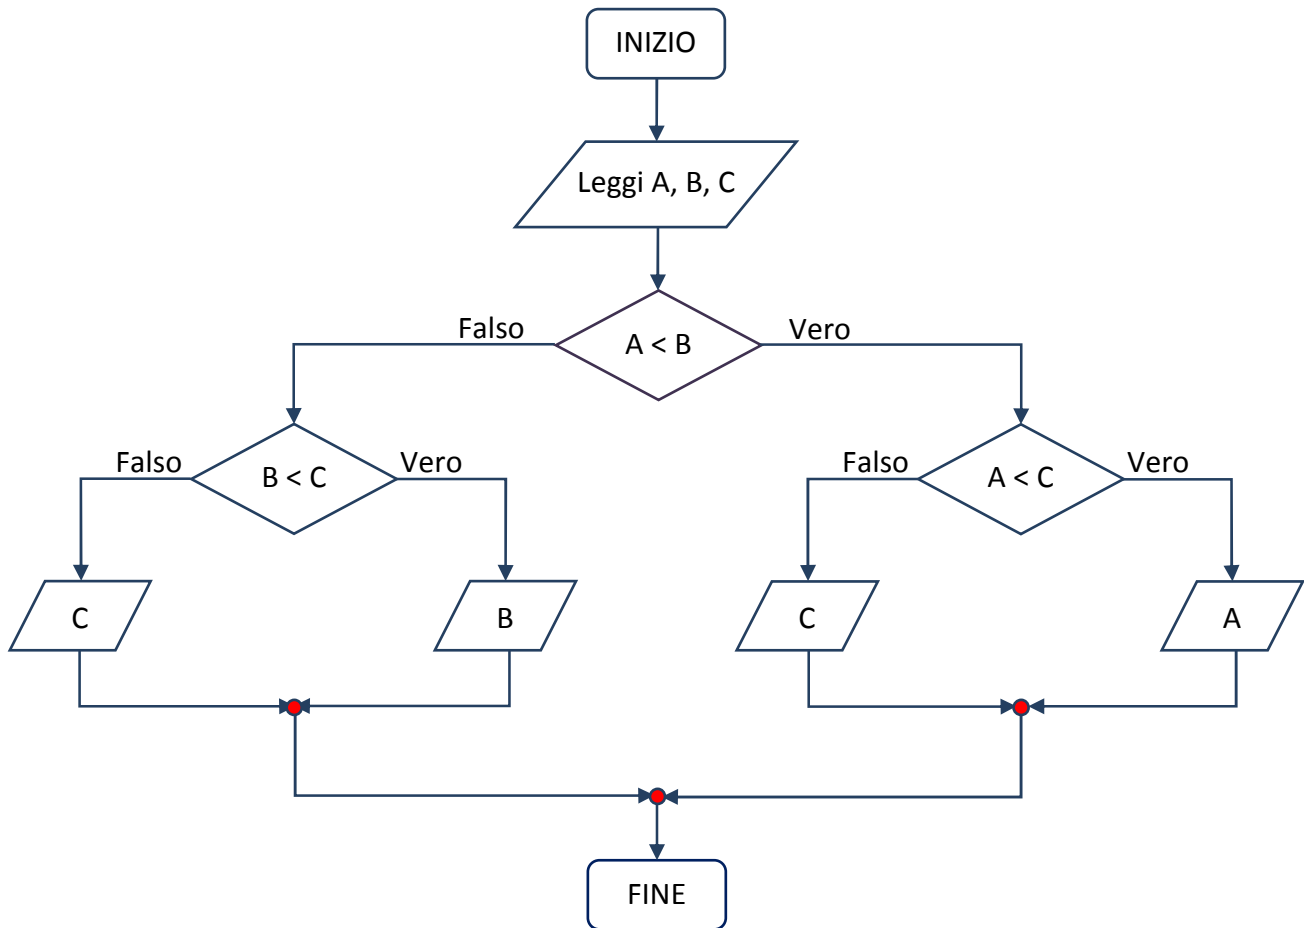 INIZIO
Leggi A, B, C
A < B
Falso
Vero
B < C
Falso
Vero
A < C
Falso
Vero
C
B
C
A
FINE